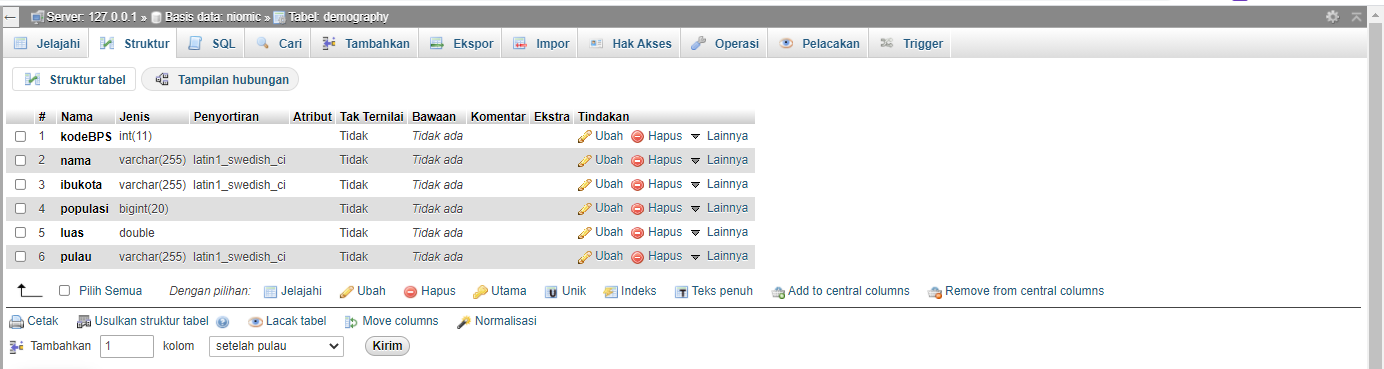 Server: 127.0.0.1 » Basis data: niomic » Tabel: demography
Jelajahi Struktur SQL Cari Tambahkan Ekspor Impor Hak Akses Operasi Pelacakan Trigger
Struktur tabel Tampilan hubungan
# Nama Jenis Penyortiran Atribut Tak Ternilai Bawaan Komentar Ekstra Tindakan
1 kodeBPS int(11) Tidak Tidak ada Ubah Hapus Lainnya
2 nama varchar(255) latin1_swedish_ci Tidak Tidak ada Ubah Hapus Lainnya
3 ibukota varchar(255) latin1_swedish_ci Tidak Tidak ada Ubah Hapus Lainnya
4 populasi bigint(20) Tidak Tidak ada Ubah Hapus Lainnya
5 luas double Tidak Tidak ada Ubah Hapus Lainnya
6 pulau varchar(255) latin1_swedish_ci Tidak Tidak ada Ubah Hapus Lainnya
Pilih Semua Dengan pilihan: Jelajahi Ubah Hapus Utama Unik Indeks Teks penuh Add to central columns Remove from central columns
Cetak Usulkan struktur tabel Lacak tabel Move columns Normalisasi
Tambahkan 1 kolom setelah pulau Kirim